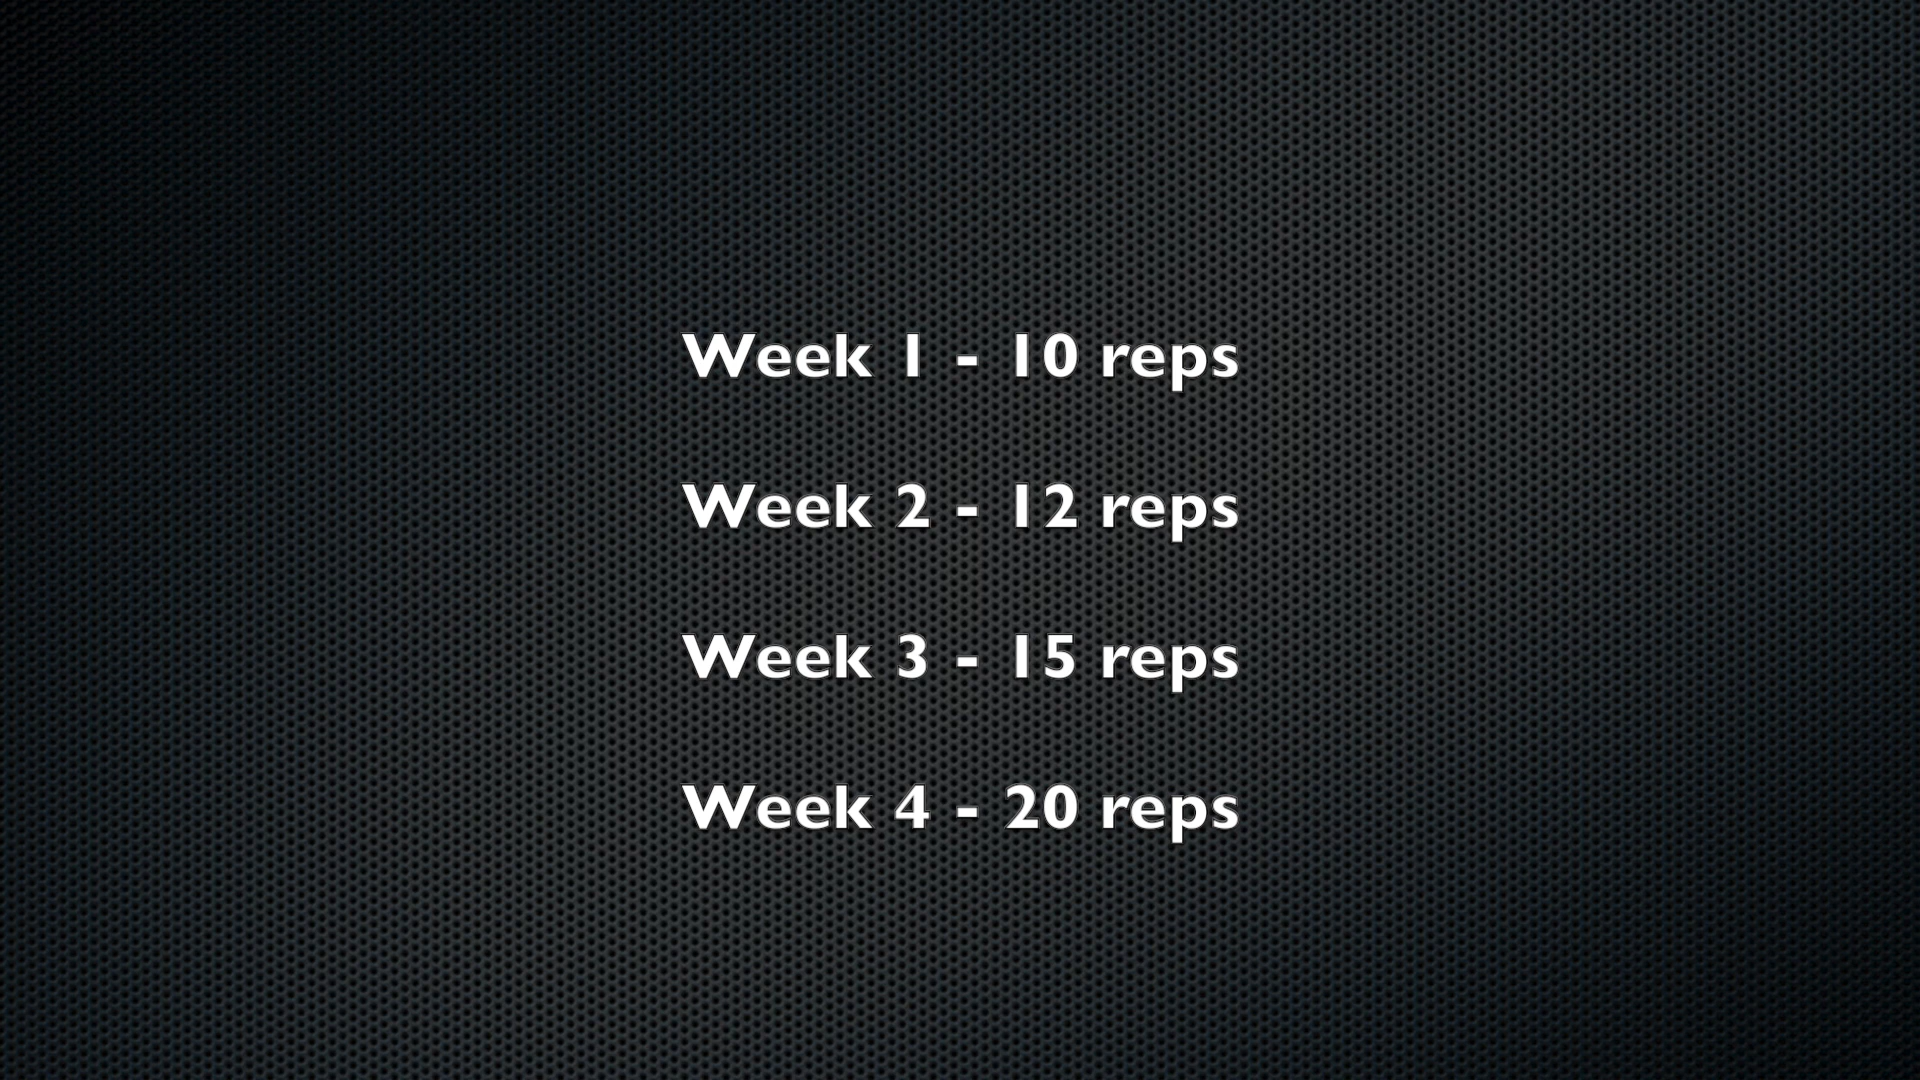 Week 1 - 10 reps
Week 2 - 12 reps
Week 3 - 15 reps
Week 4 - 20 reps